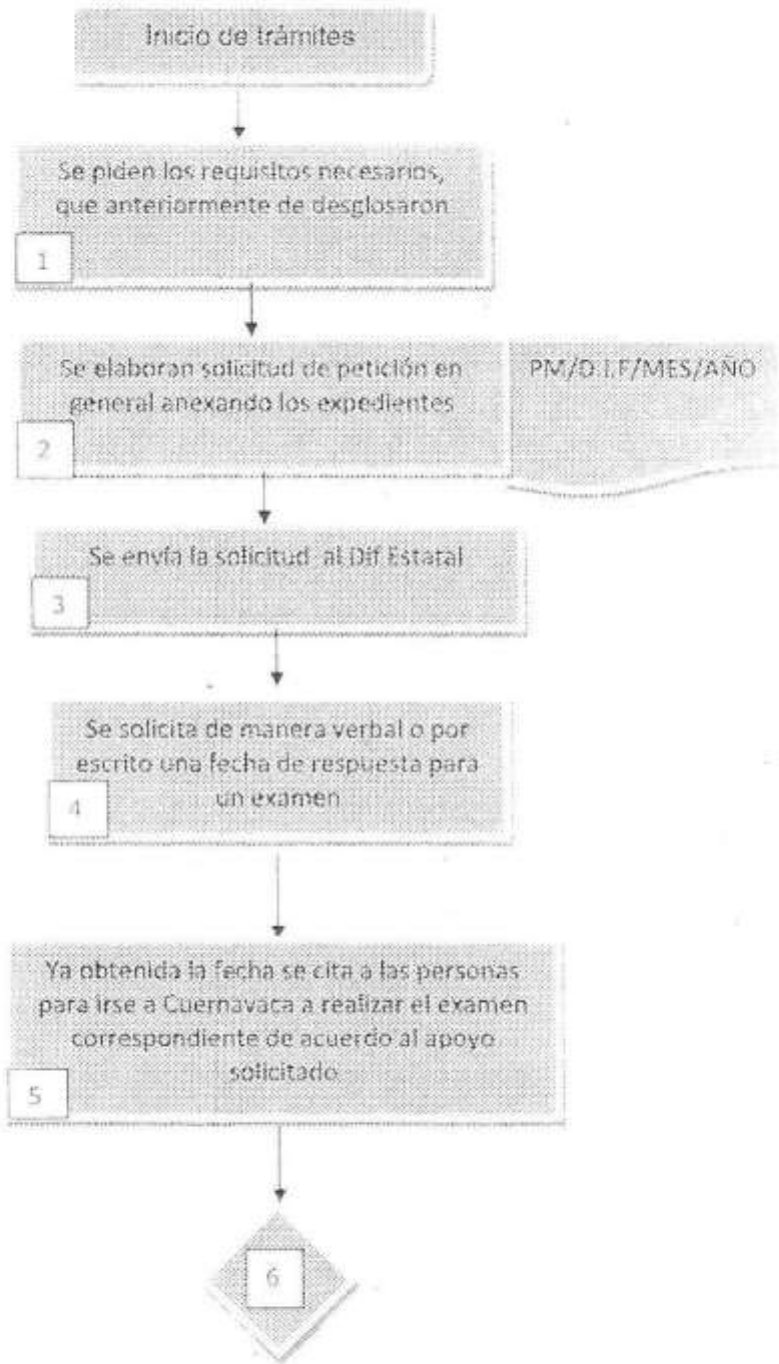 Inicio de trámites
Se piden los requisitos necesarios,
que anteriormente de desglosaron
1
Se elaboran solicitud de petición en
general anexando los expedientes
2
PM/D.I.F/MES/AÑO
Se envía la solicitud al Dif Estatal
3
Se solicita de manera verbal o por
escrito una fecha de respuesta para
un examen
4
Ya obtenida la fecha se cita a las personas
para irse a Cuernavaca a realizar el examen
correspondiente de acuerdo al apoyo
solicitado
5
6